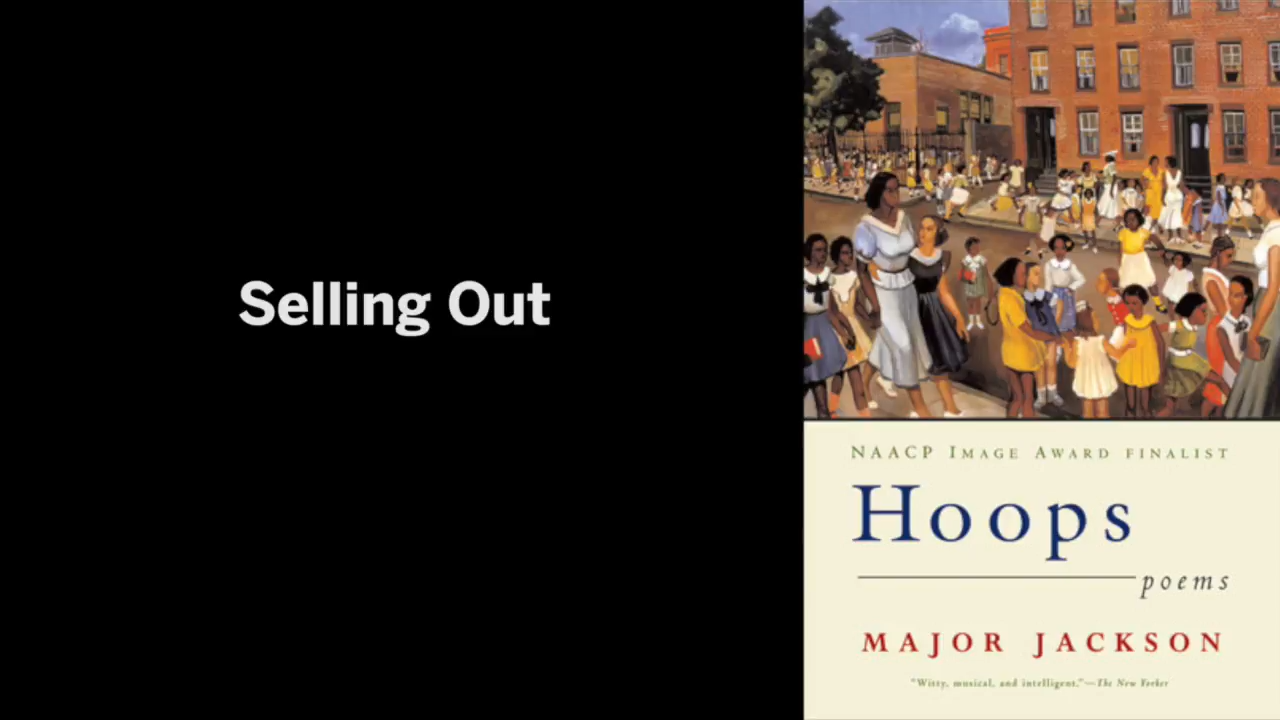 Selling Out
NAACP IMAGE AWARD FINALIST
Hoops
poems
MAJOR JACKSON
"Witty, musical, and intelligent."—The New Yorker